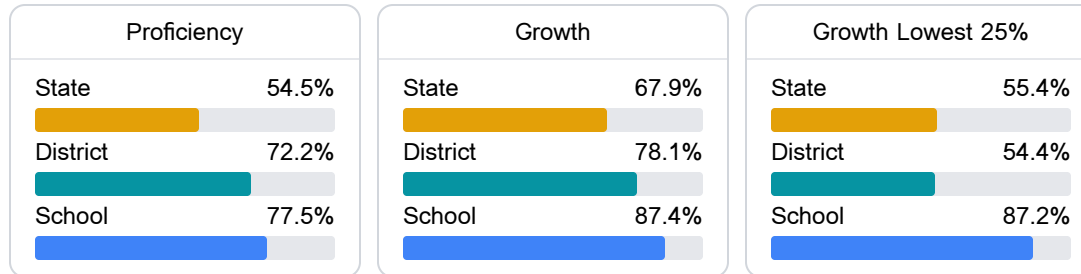 Proficiency
State 54.5%
District 72.2%
School 77.5%
Growth
State 67.9%
District 78.1%
School 87.4%
Growth Lowest 25%
State 55.4%
District 54.4%
School 87.2%